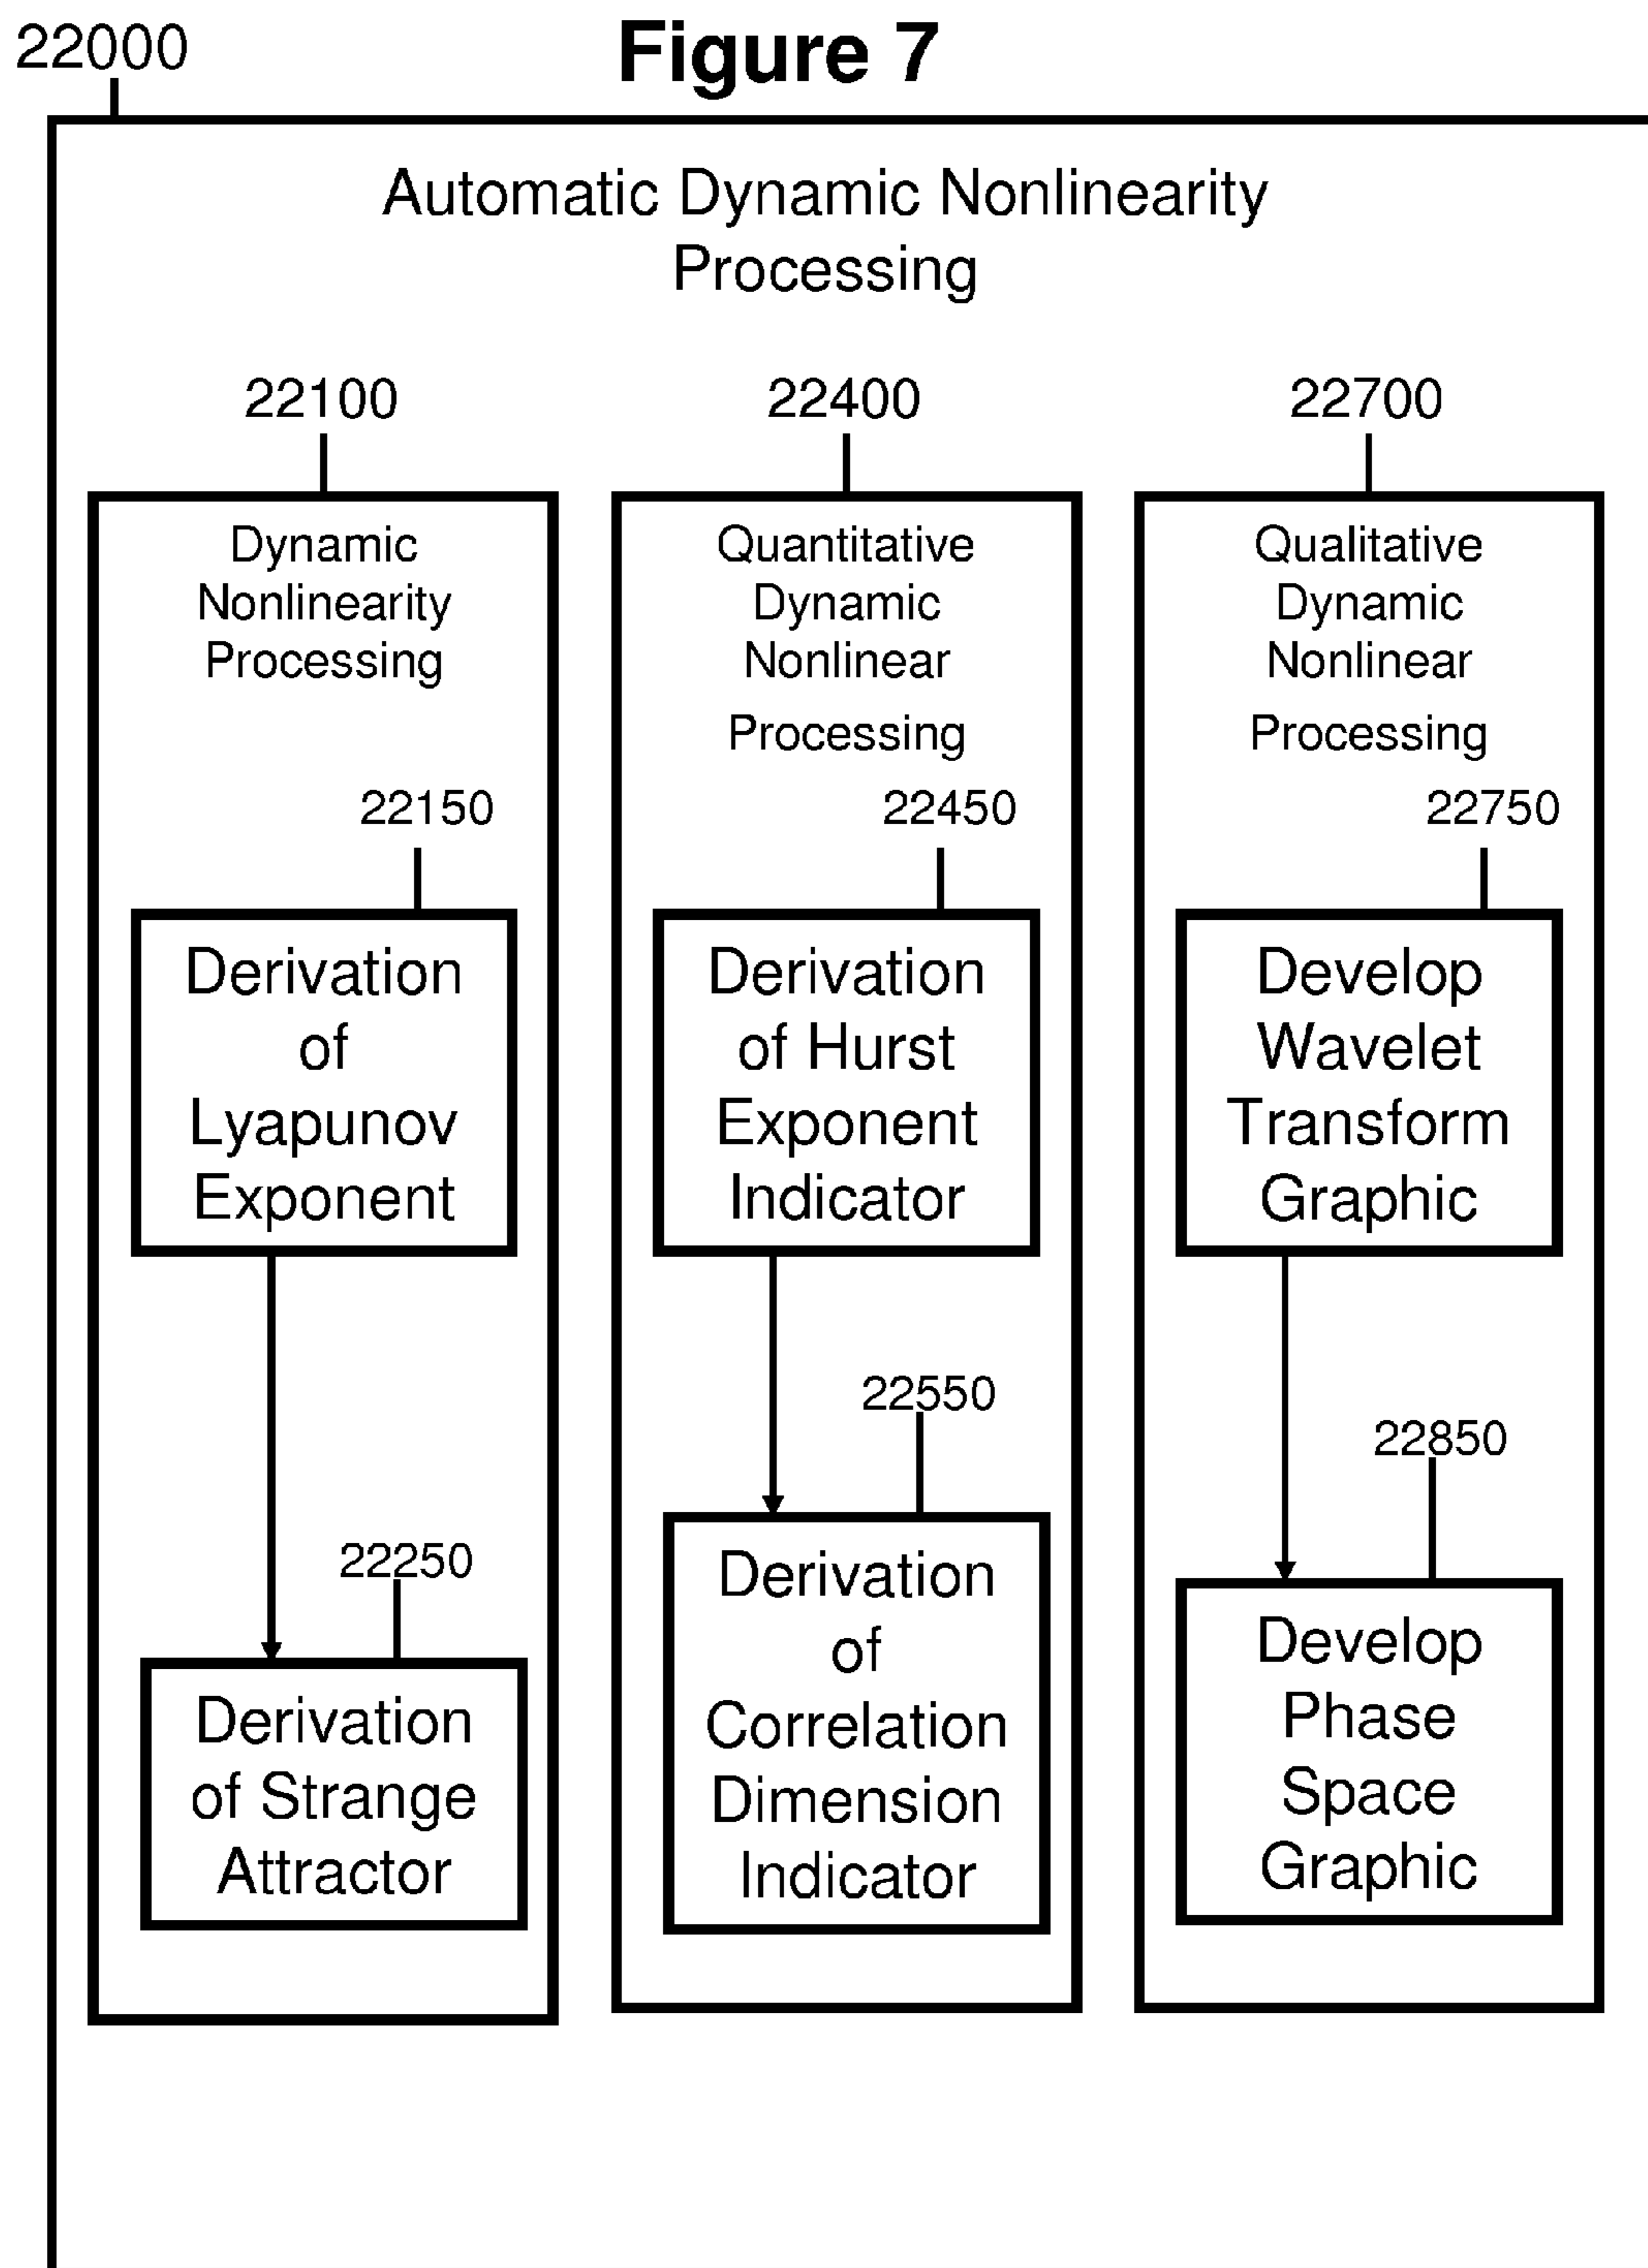 22000
Figure 7
Automatic Dynamic Nonlinearity
Processing
22100
Dynamic
Nonlinearity
Processing
22150
Derivation
of
Lyapunov
Exponent
22250
Derivation
of Strange
Attractor
22400
Quantitative
Dynamic
Nonlinear
Processing
22450
Derivation
of Hurst
Exponent
Indicator
22550
Derivation
of
Correlation
Dimension
Indicator
22700
Qualitative
Dynamic
Nonlinear
Processing
22750
Develop
Wavelet
Transform
Graphic
22850
Develop
Phase
Space
Graphic